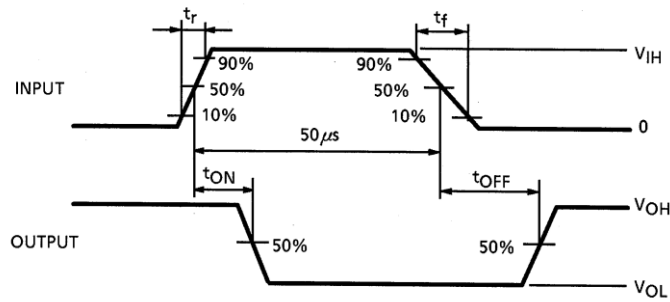 tr
tf
90%
90%
VIH
INPUT
50%
50%
10%
10%
0
50μs
tON
tOFF
VOH
OUTPUT
50%
50%
VOL